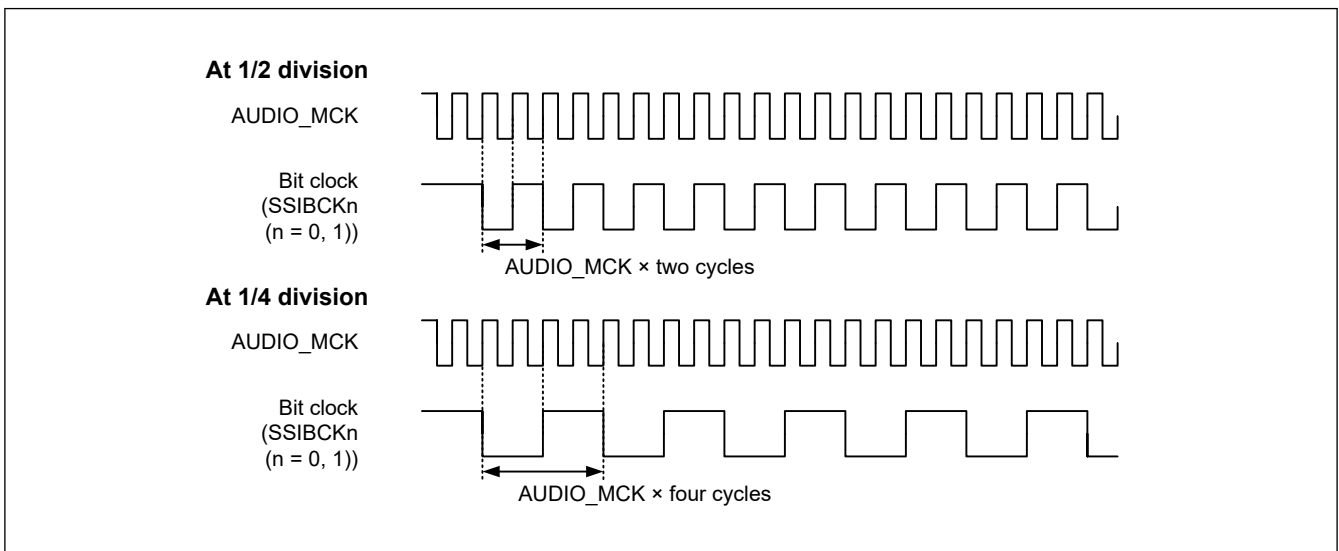 At 1/2 division
AUDIO_MCK
Bit clock
(SSIBCKn
(n = 0, 1))
AUDIO_MCK × two cycles
At 1/4 division
AUDIO_MCK
Bit clock
(SSIBCKn
(n = 0, 1))
AUDIO_MCK × four cycles